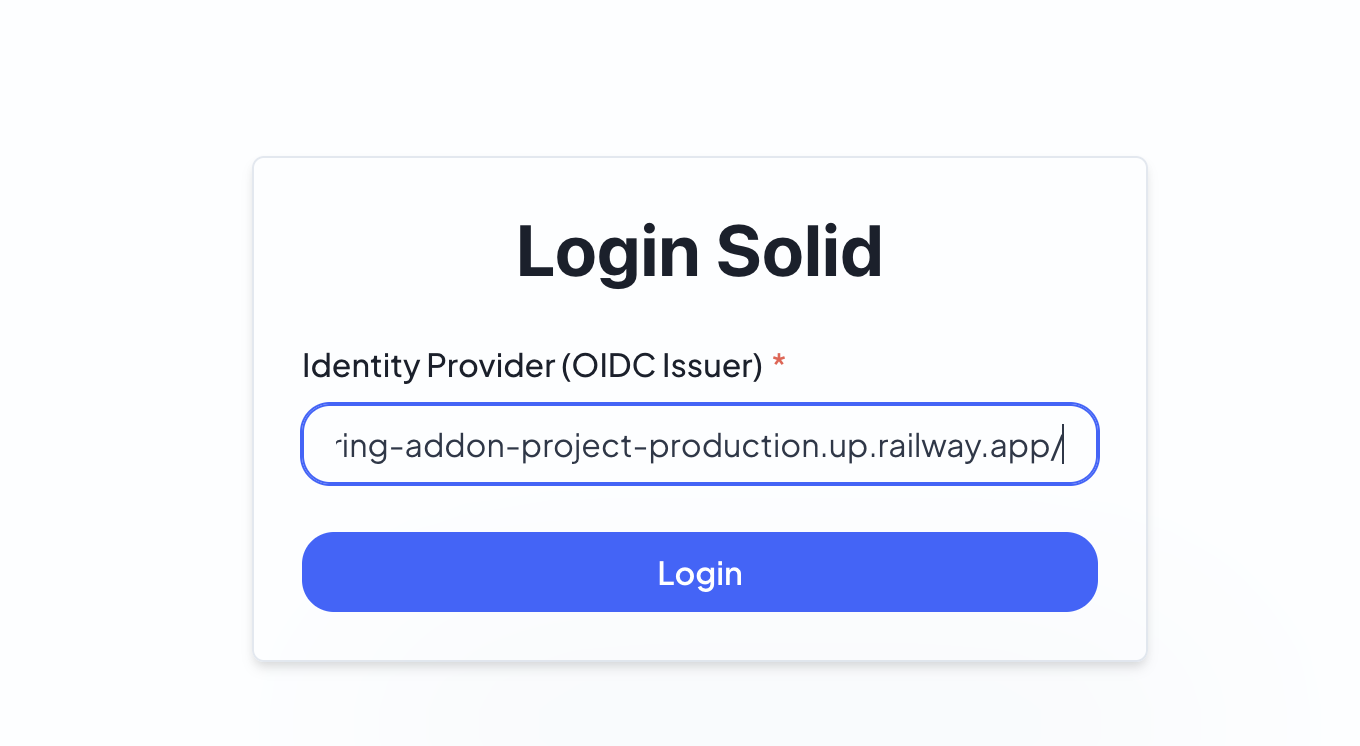 Login Solid
Identity Provider (OIDC Issuer) *
ring-addon-project-production.up.railway.app/
Login